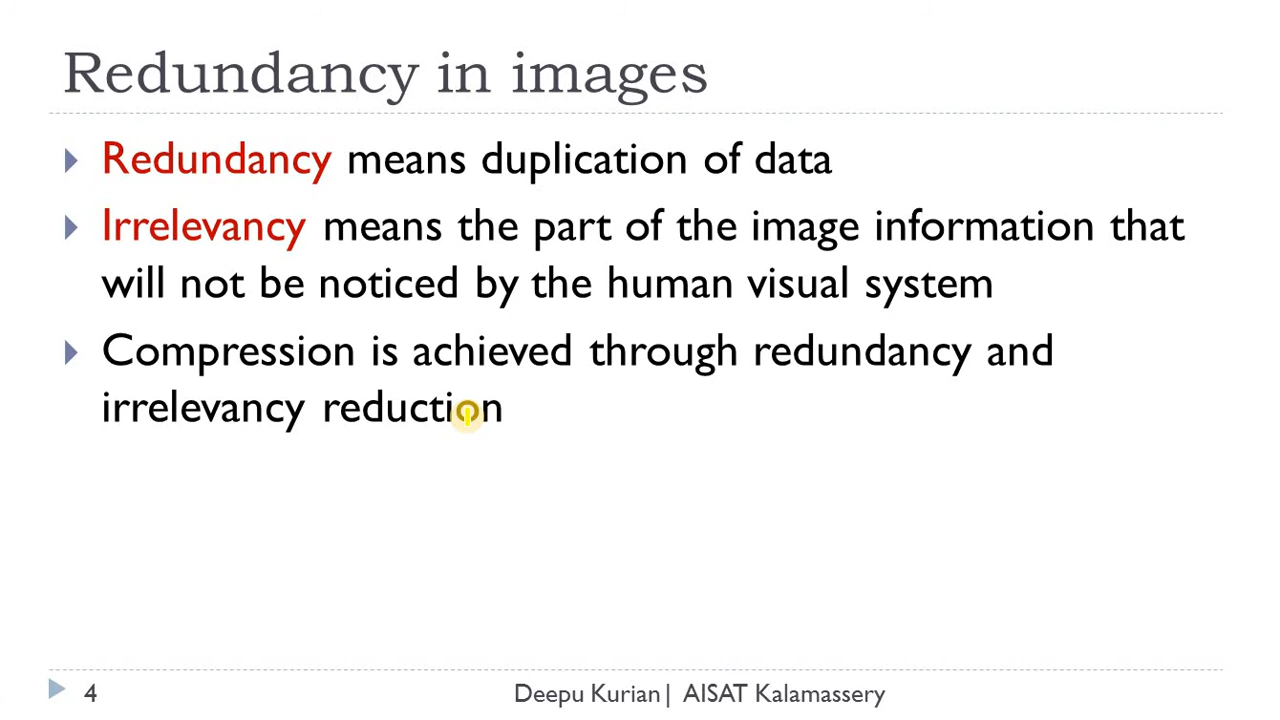 Redundancy in images
Redundancy means duplication of data
Irrelevancy means the part of the image information that
will not be noticed by the human visual system
Compression is achieved through redundancy and
irrelevancy reduction
4
Deepu Kurian| AISAT Kalamassery